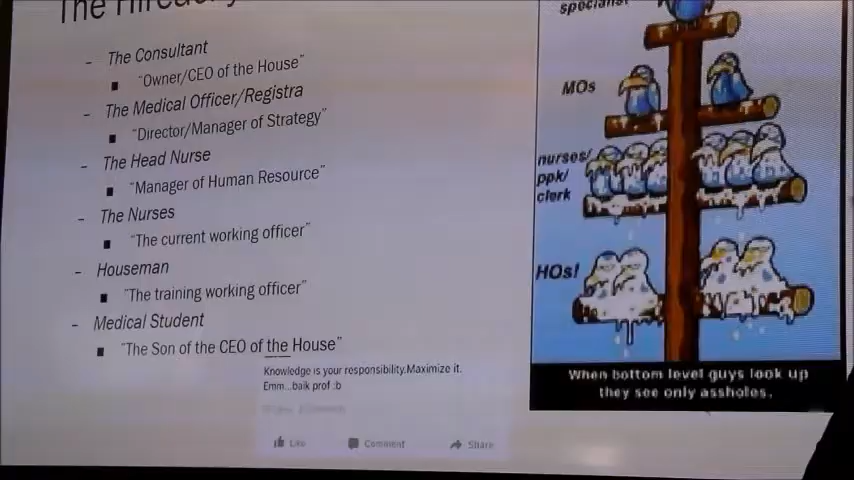 The Hirea
- The Consultant
▪ "Owner/CEO of the House"
- The Medical Officer/Registra
▪ "Director/Manager of Strategy"
- The Head Nurse
▪ "Manager of Human Resource"
- The Nurses
▪ "The current working officer"
- Houseman
▪ "The training working officer"
- Medical Student
▪ "The Son of the CEO of the House"
Knowledge is your responsibility.Maximize it.
Emm...baik prof :b
Like Comment Share
specialist
MOs
nurses/
ppk/
clerk
HOs!
When bottom level guys look up
they see only assholes.